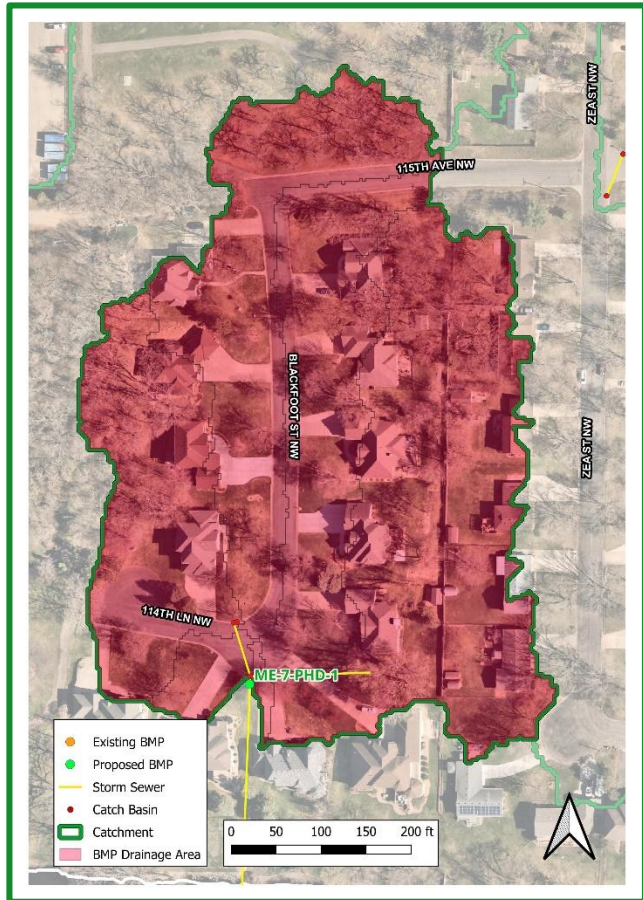 ZEA ST NW
115TH AVE NW
BLACKFOOT ST NW
ZEA ST NW
114TH LN NW
ME-7-PHD-1
Existing BMP
Proposed BMP
Storm Sewer
Catch Basin
Catchment
BMP Drainage Area
0 50 100 150 200 ft